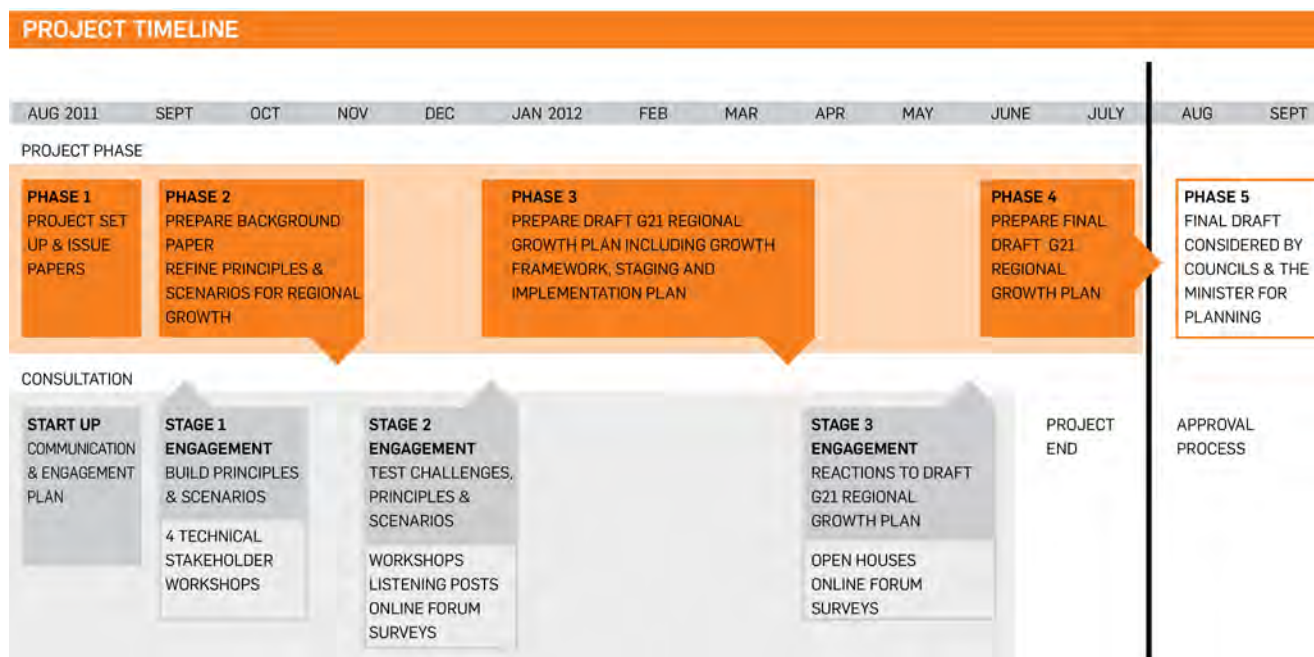 PROJECT TIMELINE
AUG 2011 SEPT OCT NOV DEC JAN 2012 FEB MAR APR MAY JUNE JULY AUG SEPT
PROJECT PHASE
PHASE 1
PROJECT SET
UP & ISSUE
PAPERS
PHASE 2
PREPARE BACKGROUND
PAPER
REFINE PRINCIPLES &
SCENARIOS FOR REGIONAL
GROWTH
PHASE 3
PREPARE DRAFT G21 REGIONAL
GROWTH PLAN INCLUDING GROWTH
FRAMEWORK, STAGING AND
IMPLEMENTATION PLAN
PHASE 4
PREPARE FINAL
DRAFT G21
REGIONAL
GROWTH PLAN
PHASE 5
FINAL DRAFT
CONSIDERED BY
COUNCILS & THE
MINISTER FOR
PLANNING
CONSULTATION
START UP
COMMUNICATION
& ENGAGEMENT
PLAN
STAGE 1
ENGAGEMENT
BUILD PRINCIPLES
& SCENARIOS
4 TECHNICAL
STAKEHOLDER
WORKSHOPS
STAGE 2
ENGAGEMENT
TEST CHALLENGES,
PRINCIPLES &
SCENARIOS
WORKSHOPS
LISTENING POSTS
ONLINE FORUM
SURVEYS
STAGE 3
ENGAGEMENT
REACTIONS TO DRAFT
G21 REGIONAL
GROWTH PLAN
OPEN HOUSES
ONLINE FORUM
SURVEYS
PROJECT
END
APPROVAL
PROCESS